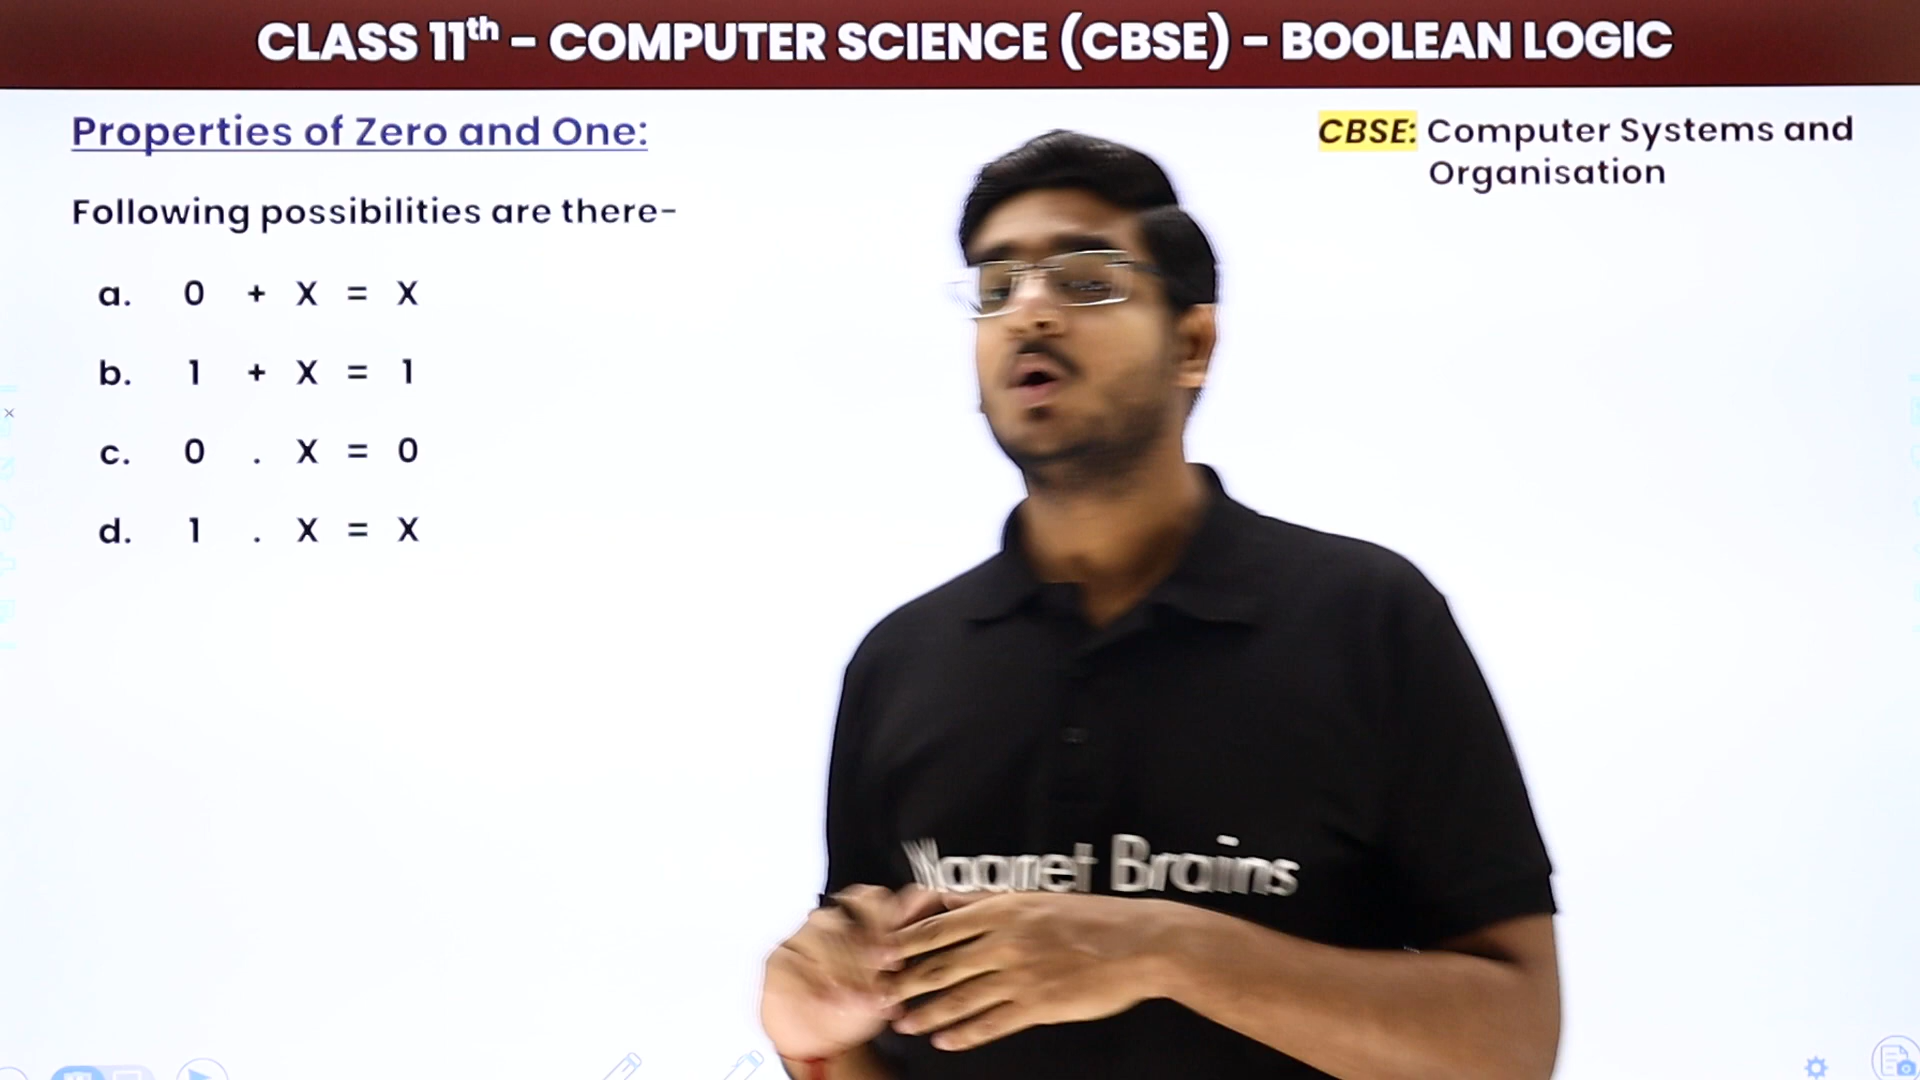 CLASS 11th - COMPUTER SCIENCE (CBSE) - BOOLEAN LOGIC
Properties of Zero and One:
CBSE: Computer Systems and
Organisation
Following possibilities are there-
a. 0 + X = X
b. 1 + X = 1
c. 0 . X = 0
d. 1 . X = X
Magnet Brains